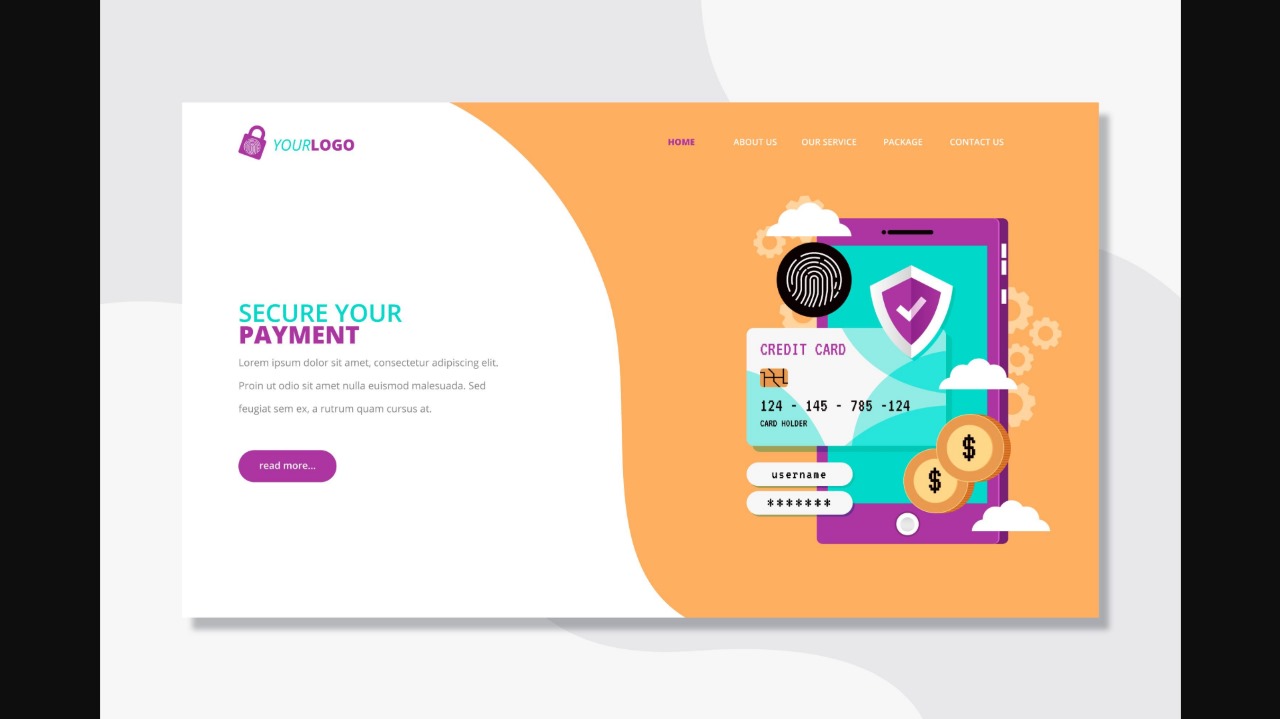 YOURLOGO
HOME ABOUT US OUR SERVICE PACKAGE CONTACT US
SECURE YOUR
PAYMENT
Lorem ipsum dolor sit amet, consectetur adipiscing elit.
Proin ut odio sit amet nulla euismod malesuada. Sed
feugiat sem ex, a rutrum quam cursus at.
read more...
CREDIT CARD
124 - 145 - 785 -124
CARD HOLDER
username
*******
$
$